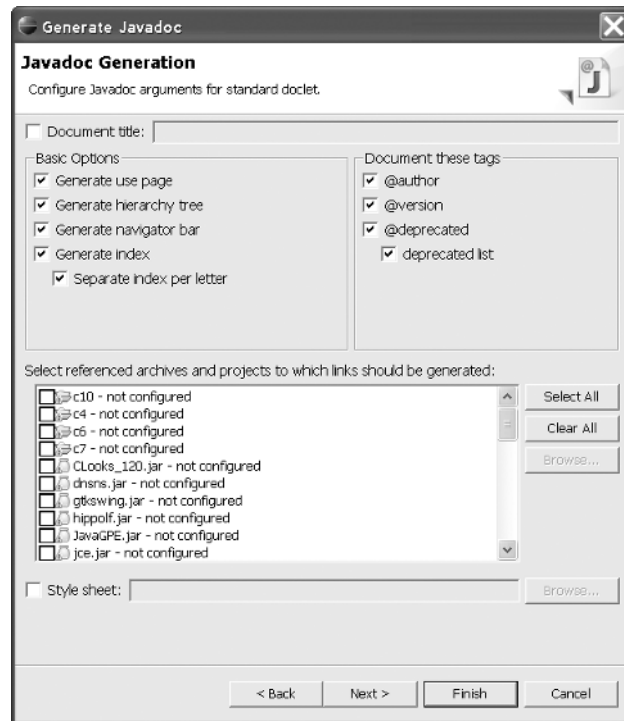 Generate Javadoc
Javadoc Generation
Configure Javadoc arguments for standard doclet.
@
J
Document title:
Basic Options
Generate use page
Generate hierarchy tree
Generate navigator bar
Generate index
Separate index per letter
Document these tags
@author
@version
@deprecated
deprecated list
Select referenced archives and projects to which links should be generated:
c10 - not configured
c4 - not configured
c6 - not configured
c7 - not configured
CLooks_120.jar - not configured
dnsns.jar - not configured
gtkswing.jar - not configured
hippolf.jar - not configured
JavaGPE.jar - not configured
jce.jar - not configured
Select All
Clear All
Browse...
Style sheet:
Browse...
< Back
Next >
Finish
Cancel